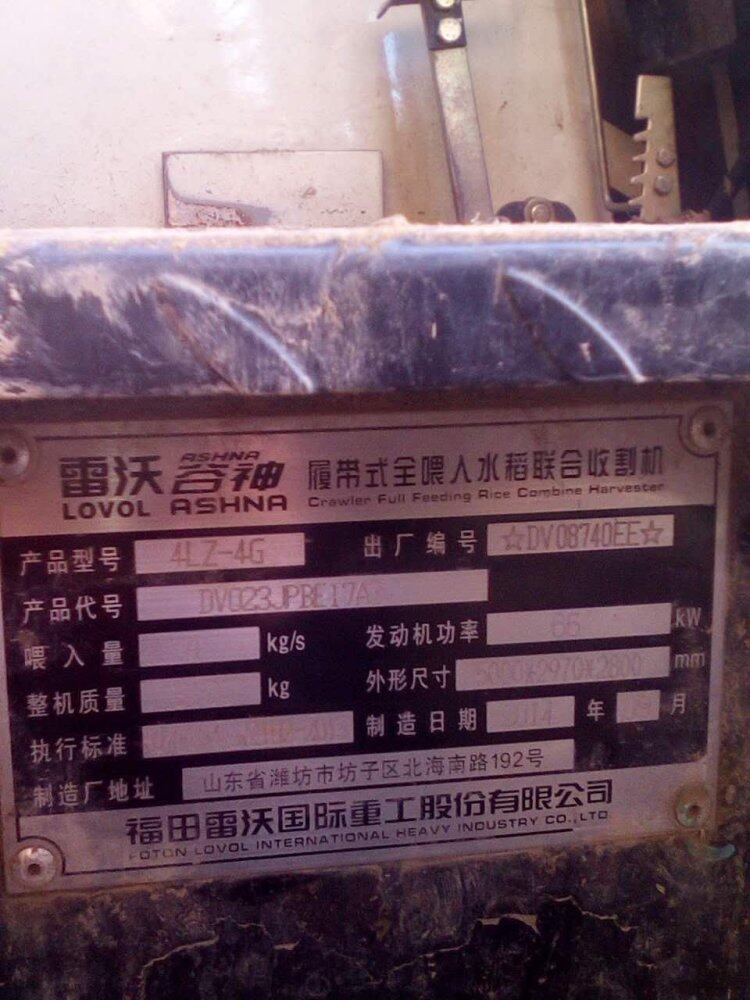 雷沃 ASHNA 谷神 履带式全喂入水稻联合收割机
LOVOL ASHNA Crawler Full Feeding Rice Combine Harvester
产品型号 4LZ-4G 出厂编号 ☆DV08740EE☆
产品代号 DV023JPBE17A
喂入量 4 kg/s 发动机功率 66 kW
整机质量 kg 外形尺寸 5000*2970*2800 mm
执行标准 制造日期 2014 年 月
制造厂地址 山东省潍坊市坊子区北海南路192号
福田雷沃国际重工股份有限公司
FOTON LOVOL INTERNATIONAL HEAVY INDUSTRY CO.,LTD